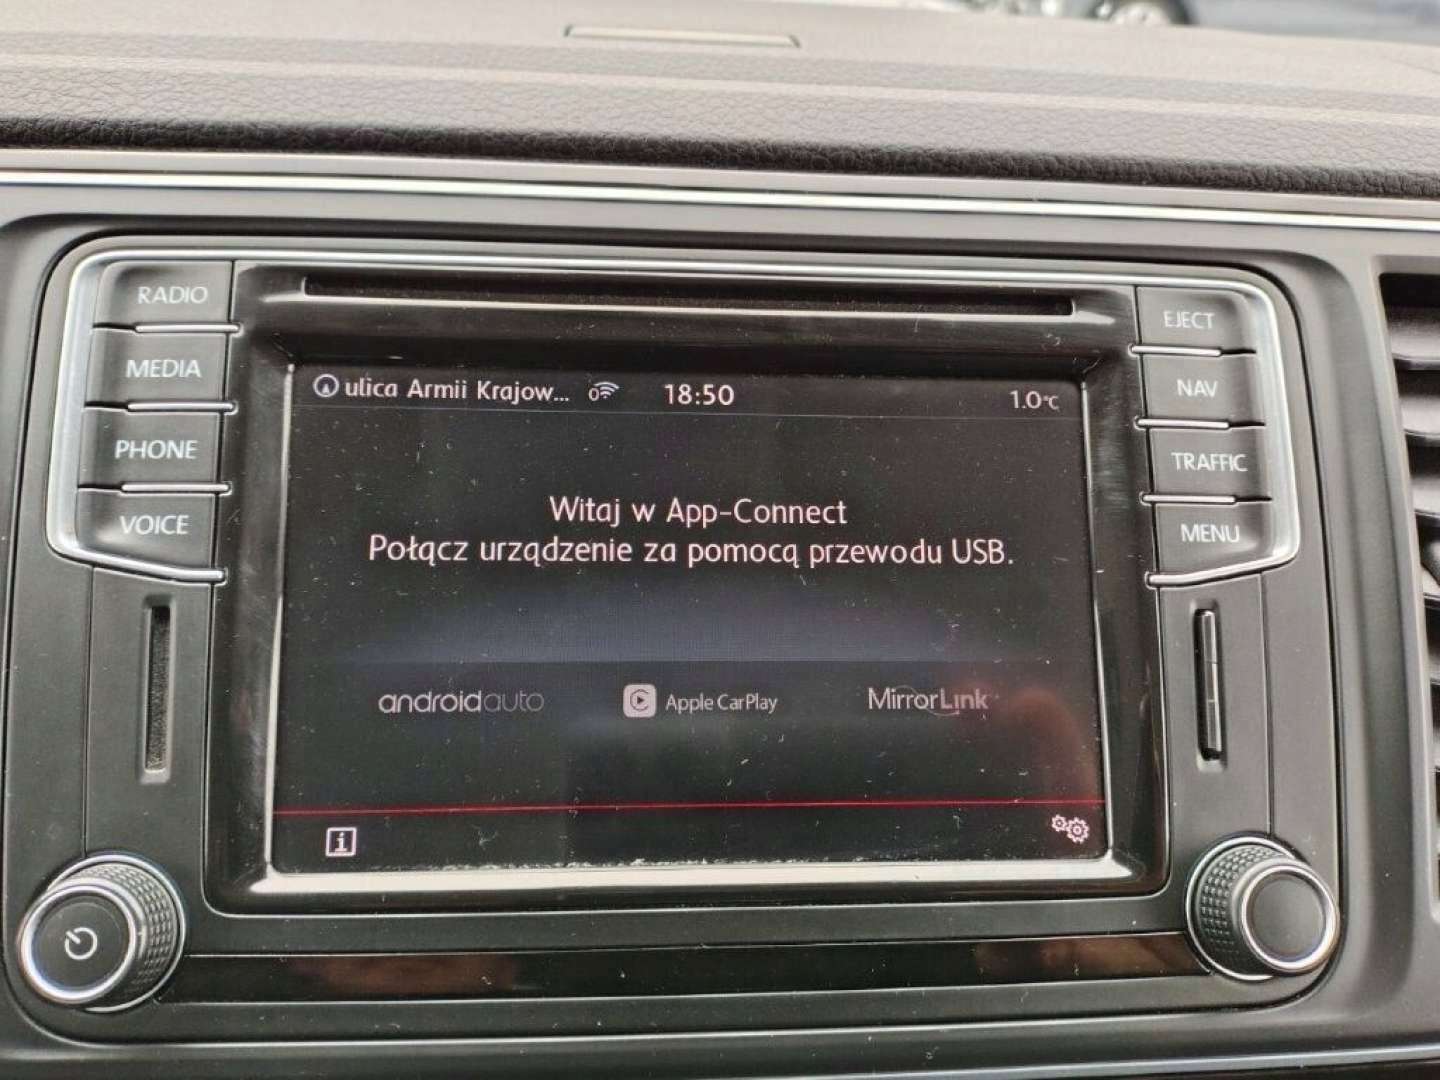 RADIO
MEDIA
PHONE
VOICE
EJECT
NAV
TRAFFIC
MENU
ulica Armii Krajow... 0 18:50 1.0°C
Witaj w App-Connect
Połącz urządzenie za pomocą przewodu USB.
androidauto Apple CarPlay MirrorLink
i